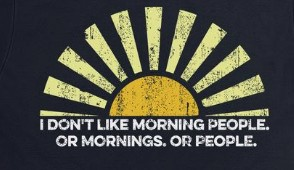 I DON'T LIKE MORNING PEOPLE.
OR MORNINGS. OR PEOPLE.